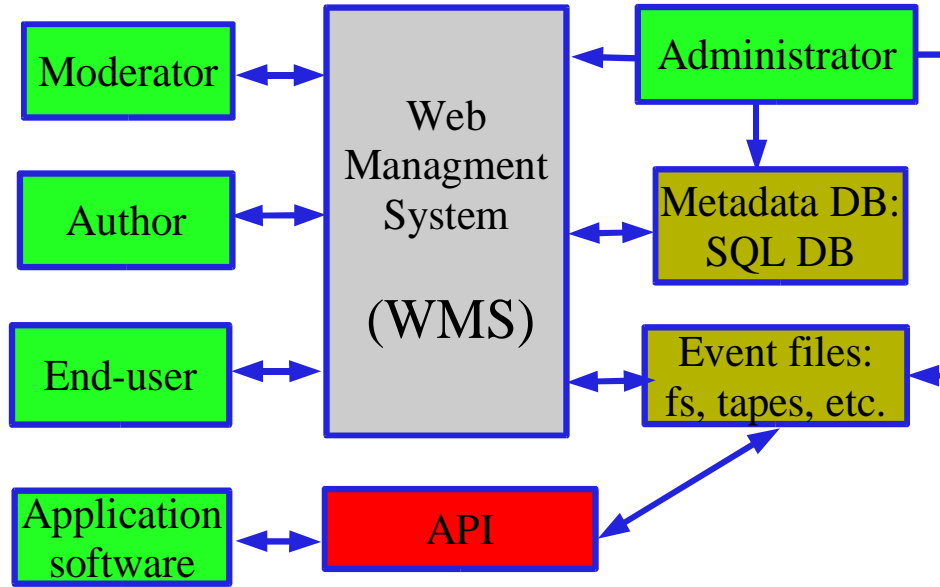 Moderator
Author
End-user
Application
software
Web
Managment
System
(WMS)
API
Administrator
Metadata DB:
SQL DB
Event files:
fs, tapes, etc.